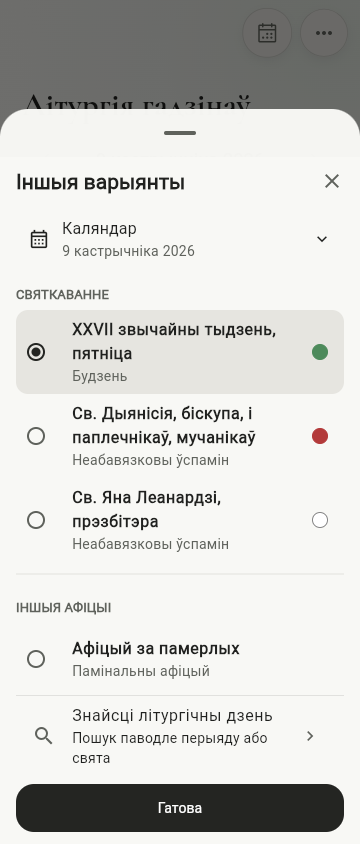 Літургія гадзінаў
Іншыя варыянты
Каляндар
9 кастрычніка 2026
СВЯТКАВАННЕ
XXVII звычайны тыдзень,
пятніца
Будзень
Св. Дыянісія, біскупа, і
паплечнікаў, мучанікаў
Неабавязковы ўспамін
Св. Яна Леанардзі,
прэзбітэра
Неабавязковы ўспамін
ІНШЫЯ АФІЦЫІ
Афіцый за памерлых
Памінальны афіцый
Знайсці літургічны дзень
Пошук паводле перыяду або
свята
Гатова